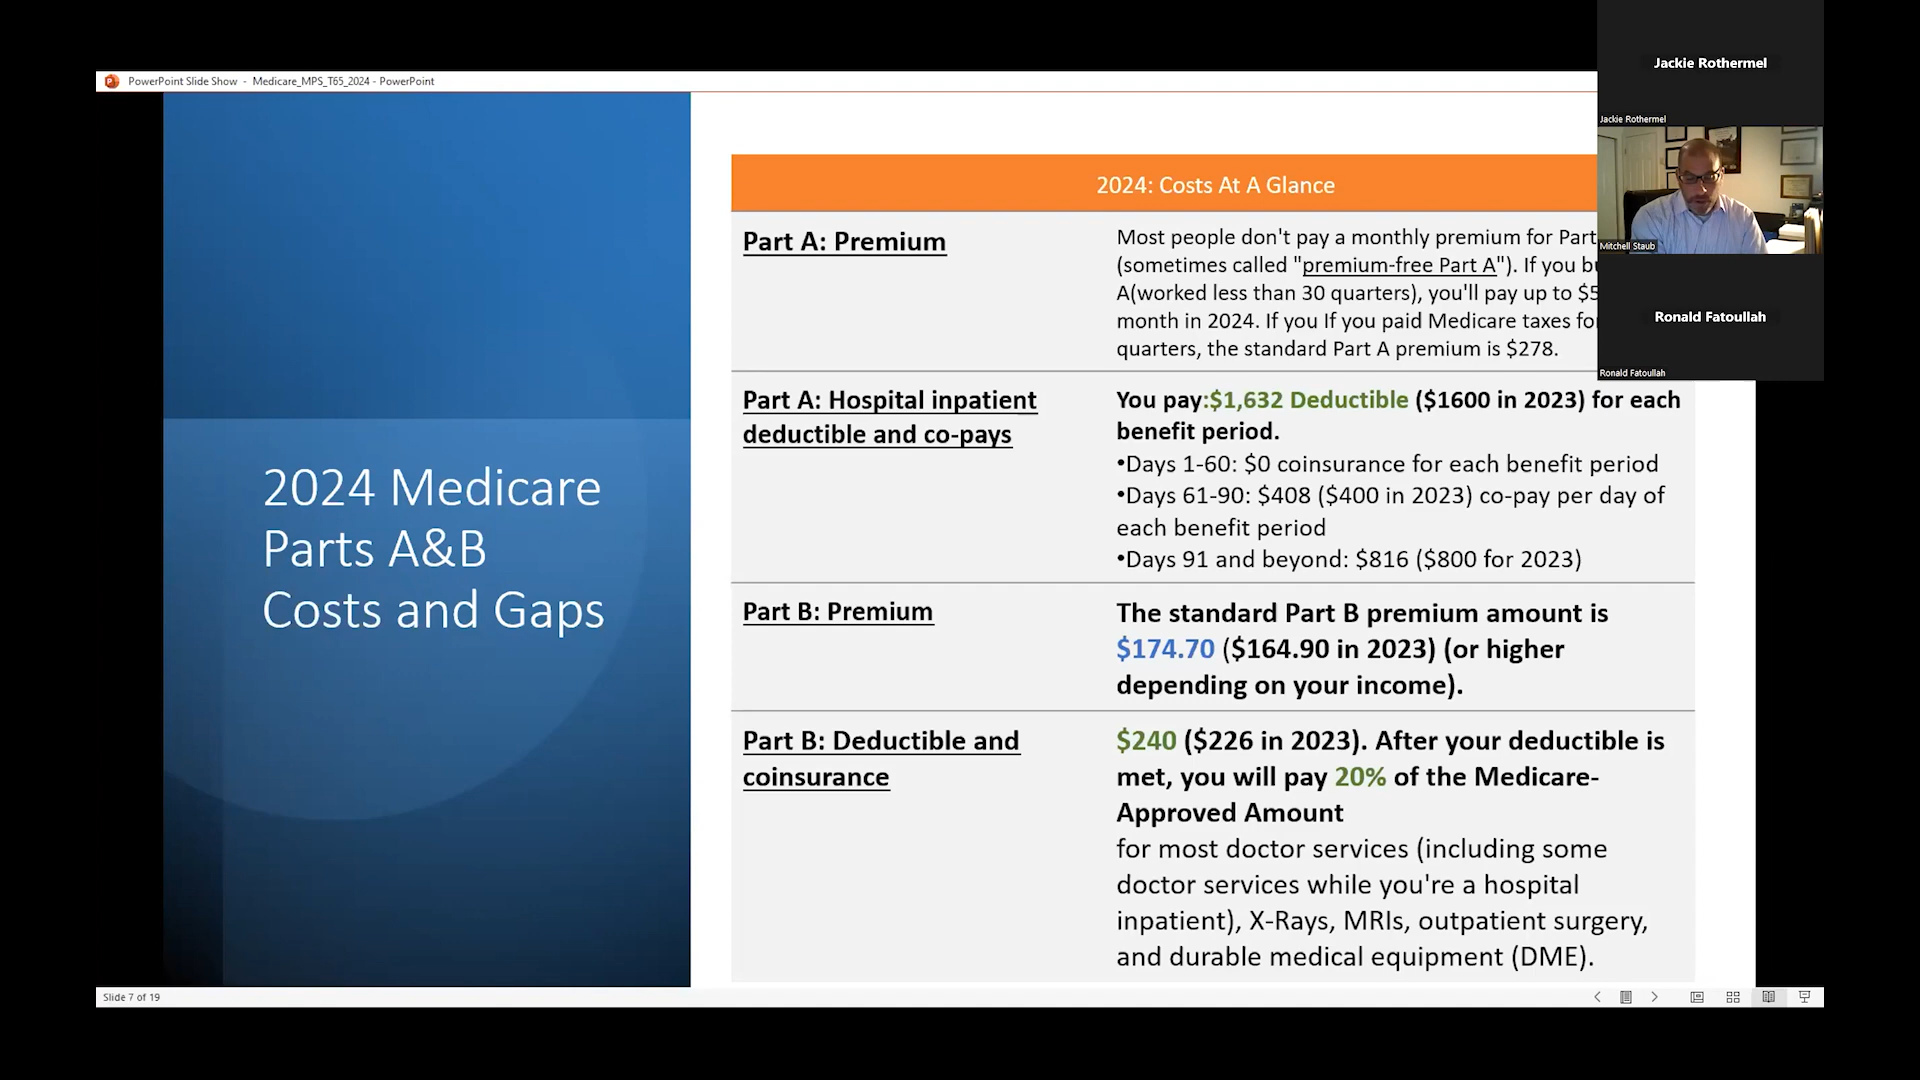 PowerPoint Slide Show - Medicare_MPS_T65_2024 - PowerPoint
2024 Medicare
Parts A&B
Costs and Gaps
2024: Costs At A Glance
Part A: Premium
Most people don't pay a monthly premium for Part
(sometimes called "premium-free Part A"). If you
A(worked less than 30 quarters), you'll pay up to
month in 2024. If you If you paid Medicare taxes
quarters, the standard Part A premium is $278.
Part A: Hospital inpatient
deductible and co-pays
You pay:$1,632 Deductible ($1600 in 2023) for each
benefit period.
•Days 1-60: $0 coinsurance for each benefit period
•Days 61-90: $408 ($400 in 2023) co-pay per day of
each benefit period
•Days 91 and beyond: $816 ($800 for 2023)
Part B: Premium
The standard Part B premium amount is
$174.70 ($164.90 in 2023) (or higher
depending on your income).
Part B: Deductible and
coinsurance
$240 ($226 in 2023). After your deductible is
met, you will pay 20% of the Medicare-
Approved Amount
for most doctor services (including some
doctor services while you're a hospital
inpatient), X-Rays, MRIs, outpatient surgery,
and durable medical equipment (DME).
Jackie Rothermel
Jackie Rothermel
Mitchell Staub
Ronald Fatoullah
Ronald Fatoullah
Slide 7 of 19